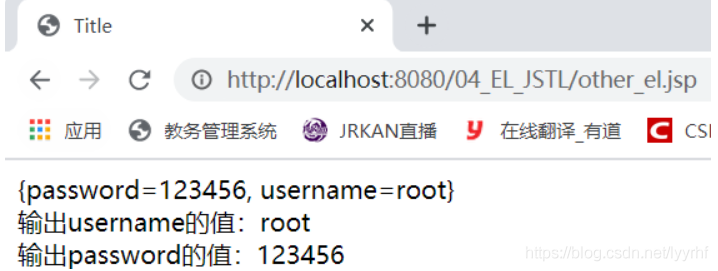 Title
http://localhost:8080/04_EL_JSTL/other_el.jsp
应用 教务管理系统 JRKAN直播 y 在线翻译_有道 C CS
{password=123456, username=root}
输出username的值：root
输出password的值：123456
https://blog.csdn.net/lyyrhf